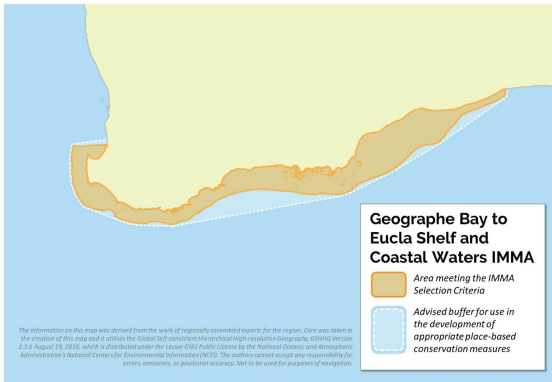 Geographe Bay to
Eucla Shelf and
Coastal Waters IMMA
Area meeting the IMMA
Selection Criteria
Advised buffer for use in
the development of
appropriate place-based
conservation measures
The information on this map was derived from the work of regionally assembled experts for the region. Care was taken in
the creation of this map and it utilizes the Global Self-consistent Hierarchical High-resolution Geography, GSHHG Version
2.3.6 August 19, 2016, which is distributed under the Lesser GNU Public License by the National Oceanic and Atmospheric
Administration's National Centers for Environmental Information (NCEI). The authors cannot accept any responsibility for
errors, omissions, or positional accuracy. Not to be used for purposes of navigation.